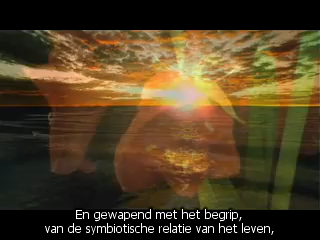 En gewapend met het begrip,
van de symbiotische relatie van het leven,